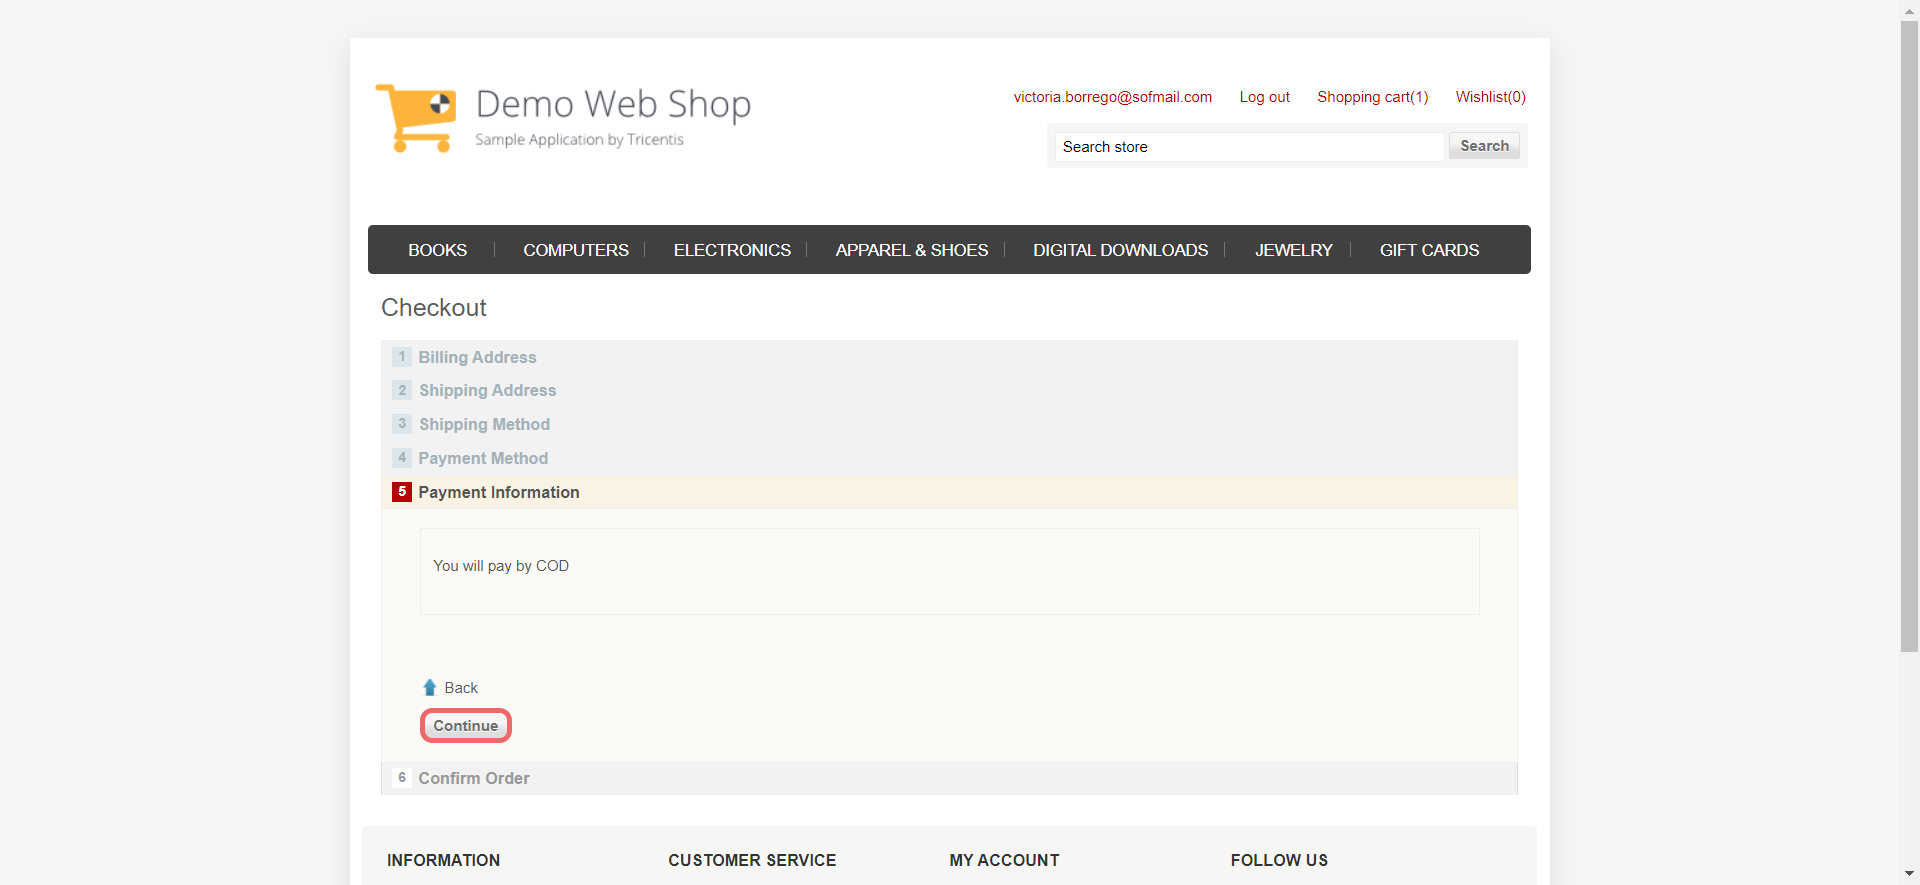 Demo Web Shop
Sample Application by Tricentis
victoria.borrego@sofmail.com Log out Shopping cart(1) Wishlist(0)
Search store Search
BOOKS COMPUTERS ELECTRONICS APPAREL & SHOES DIGITAL DOWNLOADS JEWELRY GIFT CARDS
Checkout
1 Billing Address
2 Shipping Address
3 Shipping Method
4 Payment Method
5 Payment Information
You will pay by COD
Back
Continue
6 Confirm Order
INFORMATION CUSTOMER SERVICE MY ACCOUNT FOLLOW US